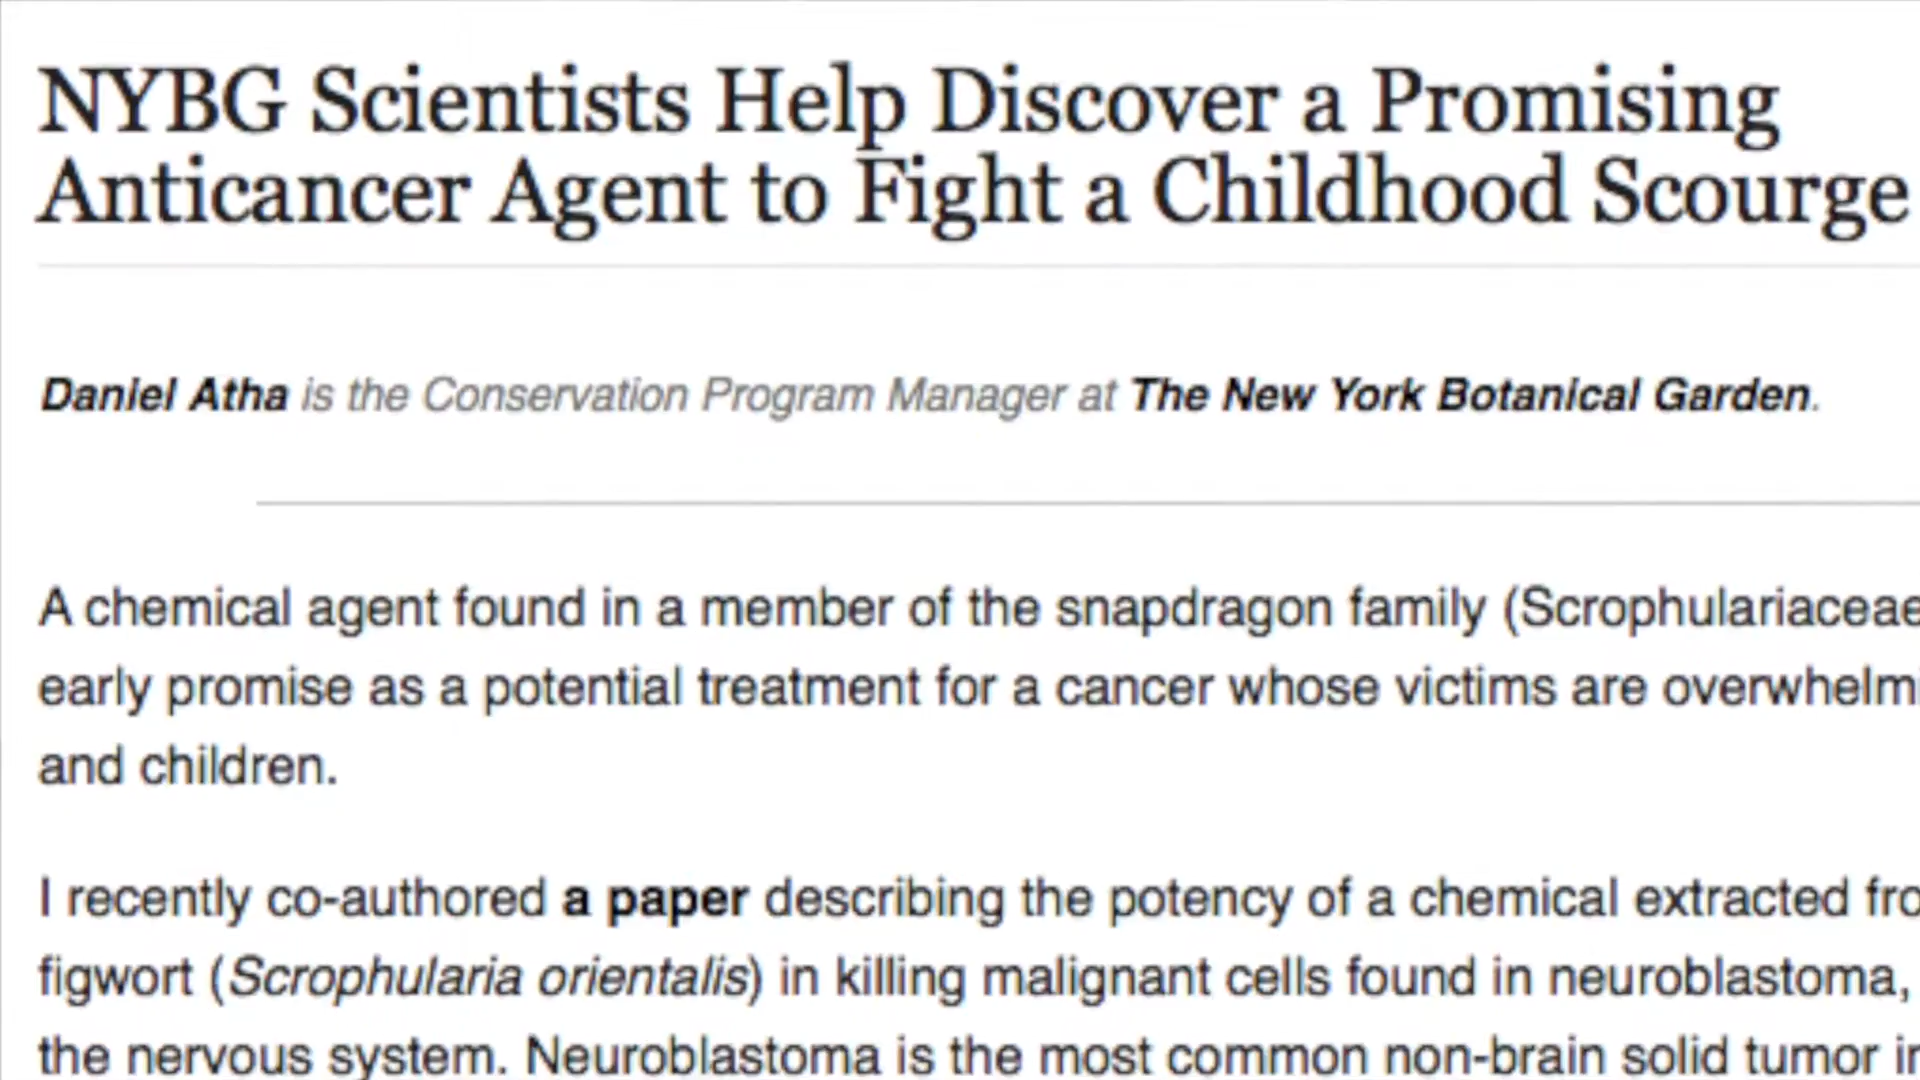 NYBG Scientists Help Discover a Promising
Anticancer Agent to Fight a Childhood Scourge
Daniel Atha is the Conservation Program Manager at The New York Botanical Garden.
A chemical agent found in a member of the snapdragon family (Scrophulariaceae
early promise as a potential treatment for a cancer whose victims are
and children.
I recently co-authored a paper describing the potency of a chemical extracted
figwort (Scrophularia orientalis) in killing malignant cells found in neuroblastoma,
the nervous system. Neuroblastoma is the most common non-brain solid tumor